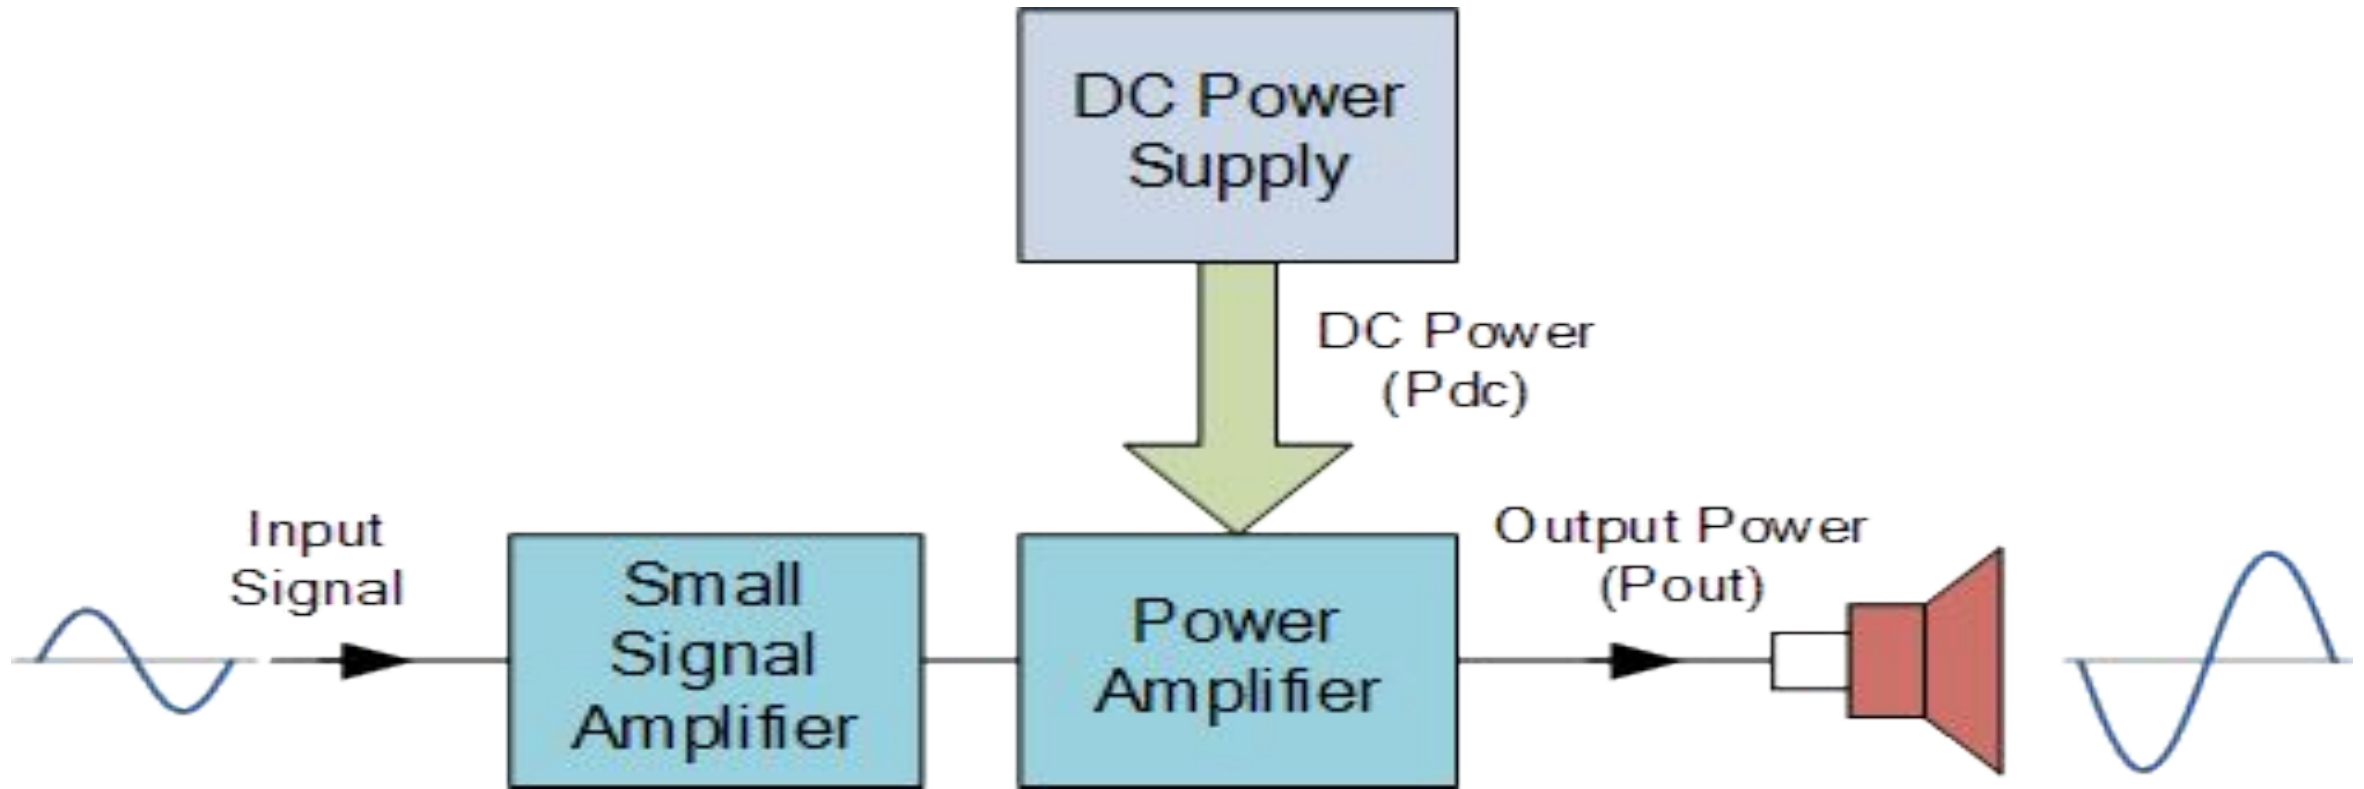 DC Power
Supply
DC Power
(Pdc)
Input
Signal
Small
Signal
Amplifier
Power
Amplifier
Output Power
(Pout)